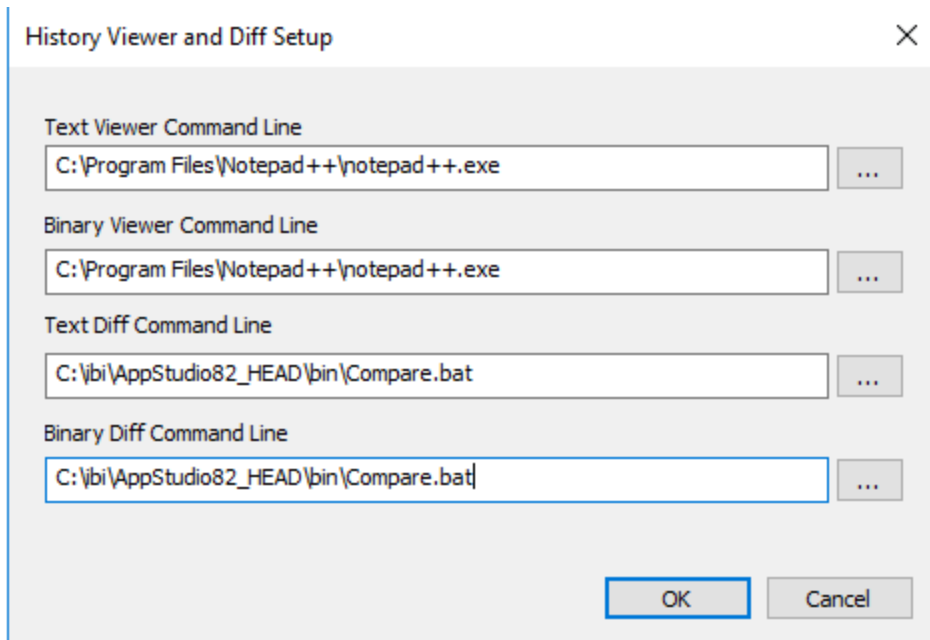 History Viewer and Diff Setup
Text Viewer Command Line
C:\Program Files\Notepad++\notepad++.exe
...
Binary Viewer Command Line
C:\Program Files\Notepad++\notepad++.exe
...
Text Diff Command Line
C:\ibi\AppStudio82_HEAD\bin\Compare.bat
...
Binary Diff Command Line
C:\ibi\AppStudio82_HEAD\bin\Compare.bat
...
OK Cancel